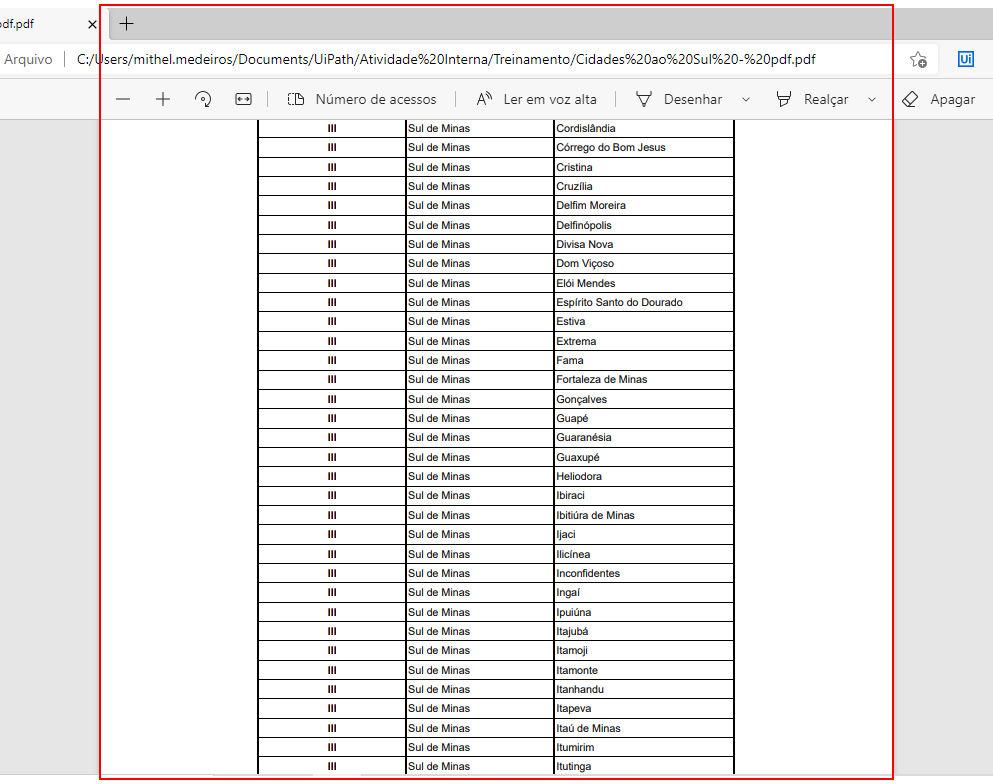 df.pdf
Arquivo C:/Users/mithel.medeiros/Documents/UiPath/Atividade%20Interna/Treinamento/Cidades%20ao%20Sul%20-%20pdf.pdf Ui
Número de acessos Ler em voz alta Desenhar Realçar Apagar
III Sul de Minas Cordislândia
III Sul de Minas Córrego do Bom Jesus
III Sul de Minas Cristina
III Sul de Minas Cruzília
III Sul de Minas Delfim Moreira
III Sul de Minas Delfinópolis
III Sul de Minas Divisa Nova
III Sul de Minas Dom Viçoso
III Sul de Minas Elói Mendes
III Sul de Minas Espírito Santo do Dourado
III Sul de Minas Estiva
III Sul de Minas Extrema
III Sul de Minas Fama
III Sul de Minas Fortaleza de Minas
III Sul de Minas Gonçalves
III Sul de Minas Guapé
III Sul de Minas Guaranésia
III Sul de Minas Guaxupé
III Sul de Minas Heliodora
III Sul de Minas Ibiraci
III Sul de Minas Ibitiúra de Minas
III Sul de Minas Ijaci
III Sul de Minas Ilicínea
III Sul de Minas Inconfidentes
III Sul de Minas Ingaí
III Sul de Minas Ipuiúna
III Sul de Minas Itajubá
III Sul de Minas Itamoji
III Sul de Minas Itamonte
III Sul de Minas Itanhandu
III Sul de Minas Itapeva
III Sul de Minas Itaú de Minas
III Sul de Minas Itumirim
III Sul de Minas Itutinga